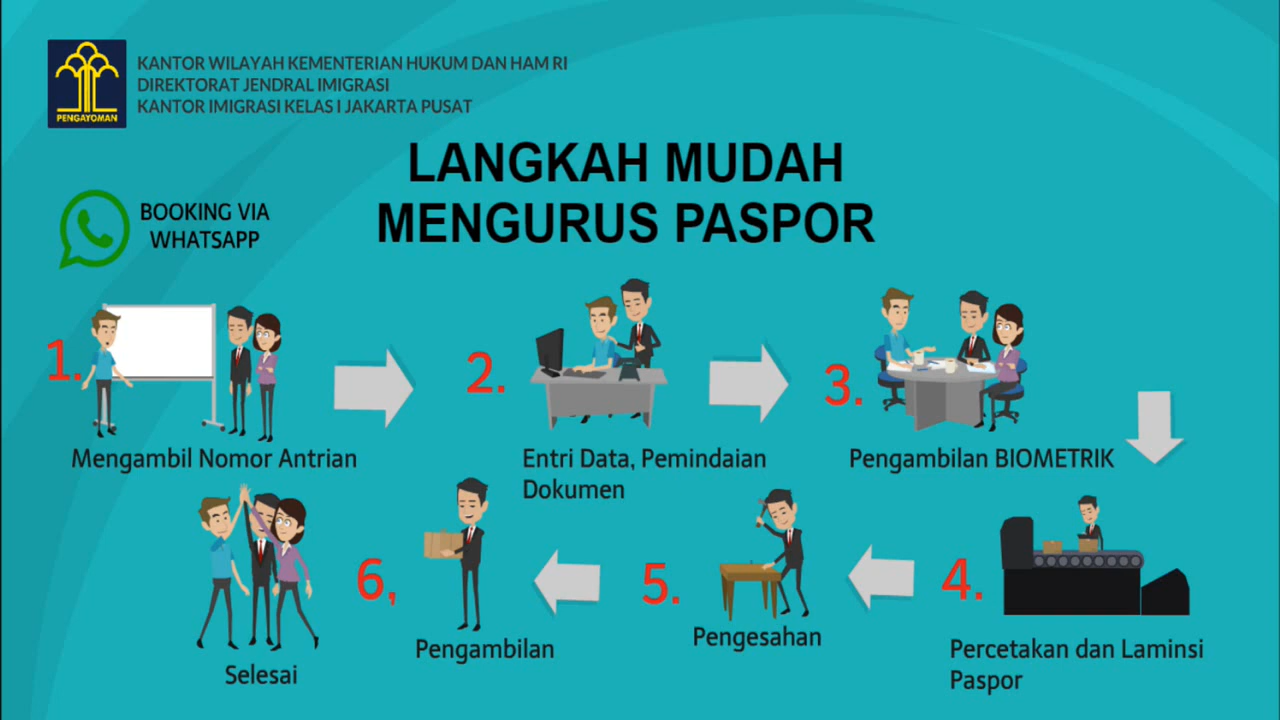 KANTOR WILAYAH KEMENTERIAN HUKUM DAN HAM RI
DIREKTORAT JENDRAL IMIGRASI
KANTOR IMIGRASI KELAS I JAKARTA PUSAT
PENGAYOMAN
LANGKAH MUDAH
MENGURUS PASPOR
BOOKING VIA
WHATSAPP
1.
Mengambil Nomor Antrian
2.
Entri Data, Pemindaian
Dokumen
3.
Pengambilan BIOMETRIK
4.
Percetakan dan Laminsi
Paspor
5.
Pengesahan
6,
Pengambilan
Selesai